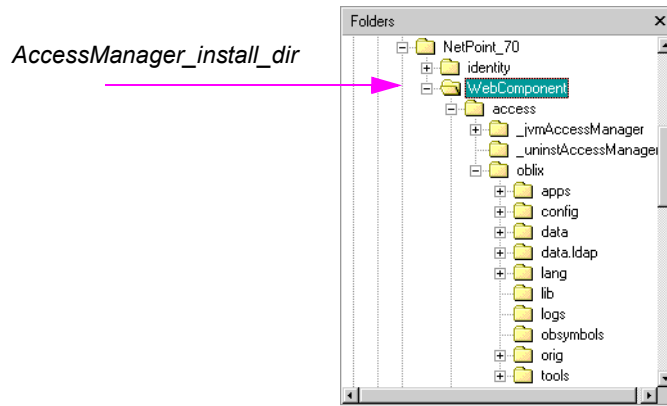 Folders
AccessManager_install_dir
NetPoint_70
identity
WebComponent
access
_jvmAccessManager
_uninstAccessManager
oblix
apps
config
data
data.ldap
lang
lib
logs
obsymbols
orig
tools